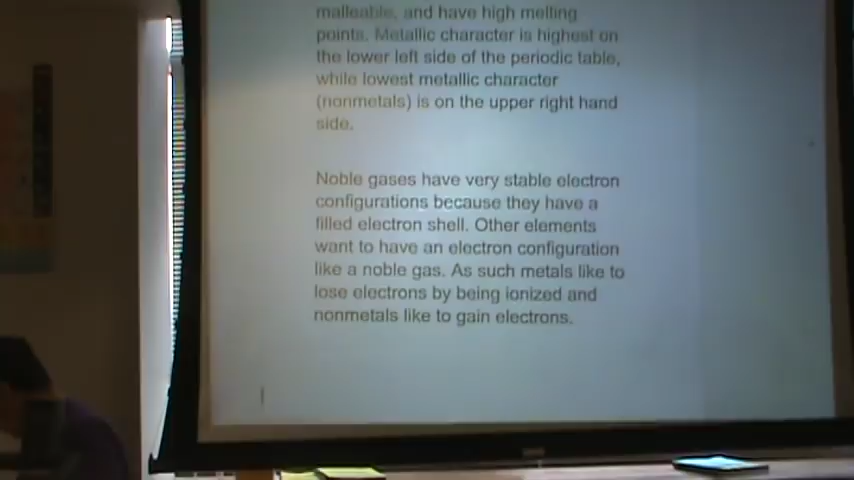 malleable, and have high melting
points. Metallic character is highest on
the lower left side of the periodic table,
while lowest metallic character
(nonmetals) is on the upper right hand
side.
Noble gases have very stable electron
configurations because they have a
filled electron shell. Other elements
want to have an electron configuration
like a noble gas. As such metals like to
lose electrons by being ionized and
nonmetals like to gain electrons.